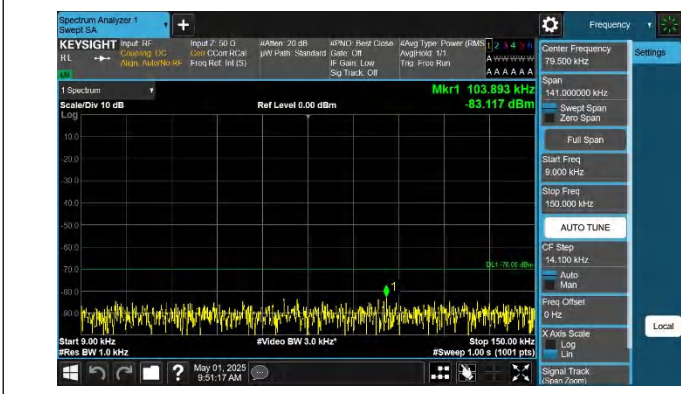 Spectrum Analyzer 1
Swept SA
+
Frequency
KEYSIGHT
Input: RF
Coupling: DC
Align: Auto/No RF
Input Z: 50 Ω
Corr CCorr RCal
Freq Ref: Int (S)
#Atten: 20 dB
µW Path: Standard
#PNO: Best Close
Gate: Off
IF Gain: Low
Sig Track: Off
#Avg Type: Power (RMS
Avg|Hold: 1/1
Trig: Free Run
1 2 3 4 5 6
A W W W W W
A A A A A A
RL
1 Spectrum
Scale/Div 10 dB
Log
Ref Level 0.00 dBm
Mkr1 103.893 kHz
-83.117 dBm
-10.0
-20.0
-30.0
-40.0
-50.0
-60.0
-70.0
-80.0
-90.0
DL1 -70.00 dBm
1
Start 9.00 kHz
#Res BW 1.0 kHz
#Video BW 3.0 kHz*
Stop 150.00 kHz
#Sweep 1.00 s (1001 pts)
?
May 01, 2025
9:51:17 AM
Center Frequency
79.500 kHz
Settings
Span
141.000000 kHz
Swept Span
Zero Span
Full Span
Start Freq
9.000 kHz
Stop Freq
150.000 kHz
AUTO TUNE
CF Step
14.100 kHz
Auto
Man
Freq Offset
0 Hz
X Axis Scale
Log
Lin
Signal Track
(Span Zoom)
Local